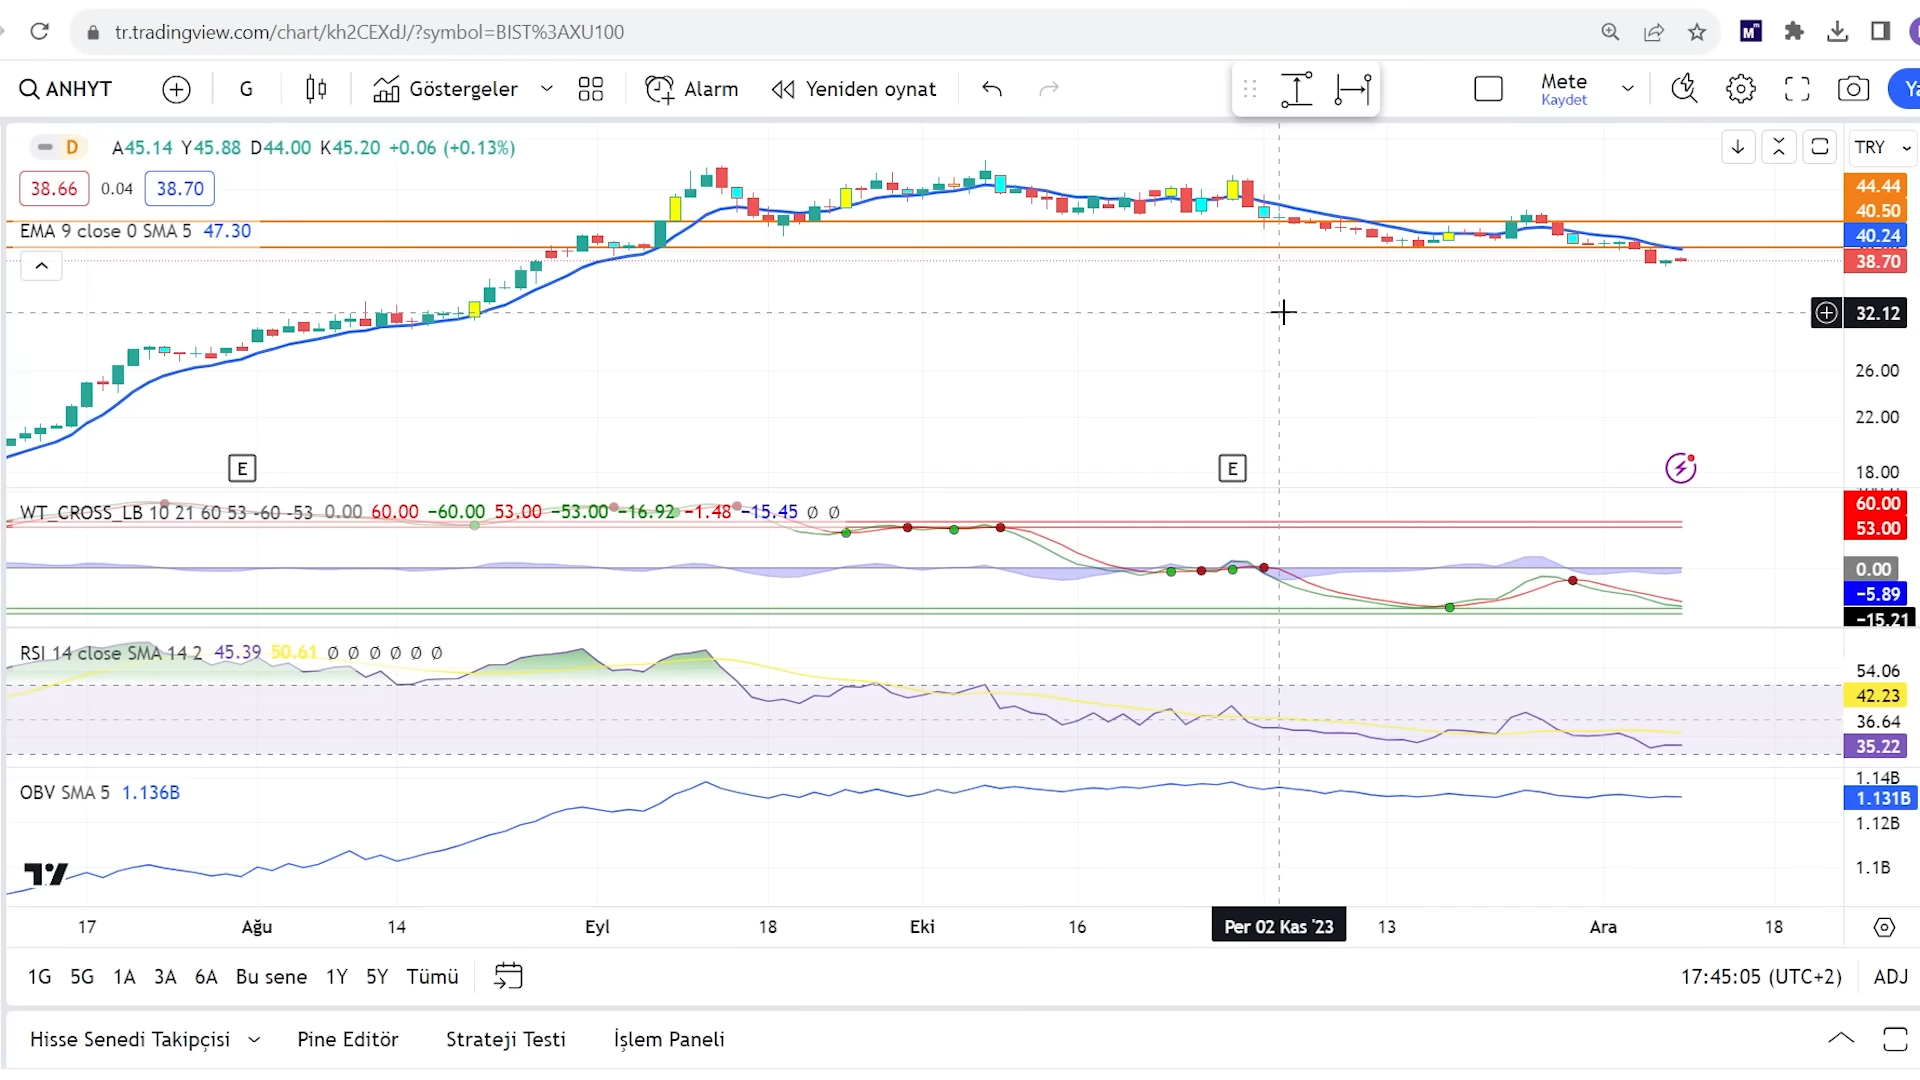 tr.tradingview.com/chart/kh2CEXdJ/?symbol=BIST%3AXU100
ANHYT G Göstergeler Alarm Yeniden oynat Mete
Kaydet
D A45.14 Y45.88 D44.00 K45.20 +0.06 (+0.13%) TRY
38.66 0.04 38.70
EMA 9 close 0 SMA 5 47.30
44.44
40.50
40.24
38.70
32.12
26.00
22.00
18.00
E E
WT_CROSS_LB 10 21 60 53 -60 -53 0.00 60.00 −60.00 53.00 −53.00 −16.92 −1.48 −15.45 Ø Ø
60.00
53.00
0.00
−5.89
−15.21
RSI 14 close SMA 14 2 45.39 50.61 Ø Ø Ø Ø Ø Ø
54.06
42.23
36.64
35.22
OBV SMA 5 1.136B
1.14B
1.131B
1.12B
1.1B
17 Ağu 14 Eyl 18 Eki 16 Per 02 Kas '23 13 Ara 18
1G 5G 1A 3A 6A Bu sene 1Y 5Y Tümü 17:45:05 (UTC+2) ADJ
Hisse Senedi Takipçisi Pine Editör Strateji Testi İşlem Paneli